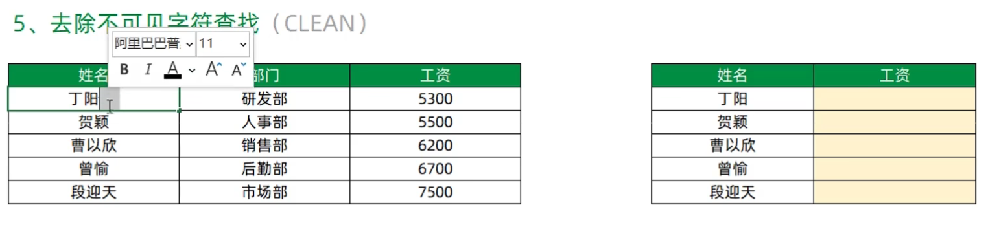 5、去除不可见字符查找（CLEAN）
阿里巴巴普 11
B I A A A
姓名 部门 工资
丁阳 研发部 5300
贺颖 人事部 5500
曹以欣 销售部 6200
曾愉 后勤部 6700
段迎天 市场部 7500
姓名 工资
丁阳
贺颖
曹以欣
曾愉
段迎天